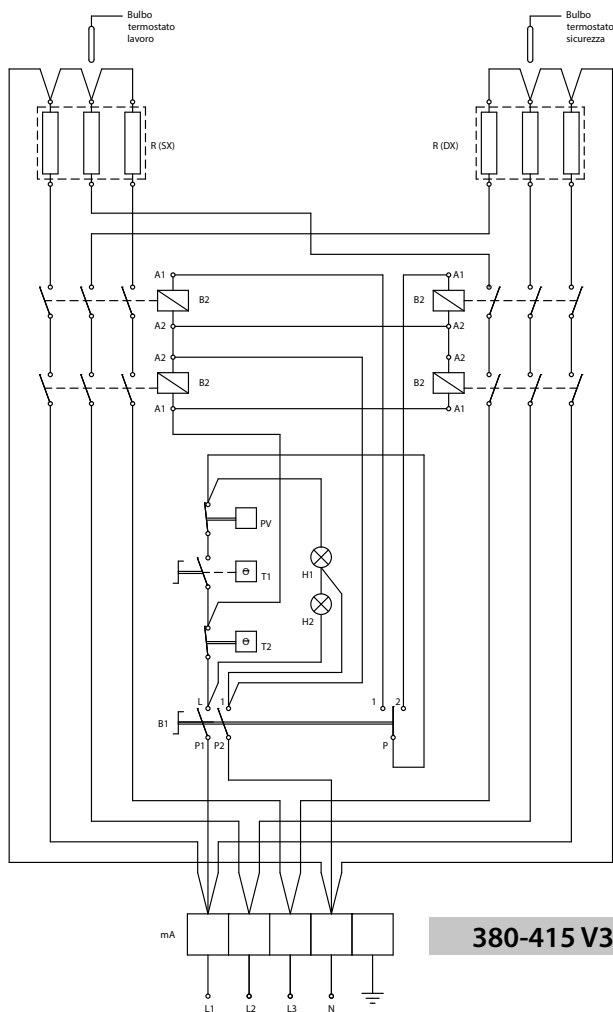 Bulbo
termostato
lavoro
Bulbo
termostato
sicurezza
R (SX)
R (DX)
A1
A1
B2
B2
A2
A2
A2
A2
B2
B2
A1
A1
PV
Θ
T1
H1
H2
Θ
T2
L
1
1
2
B1
P1
P2
P
mA
380-415 V3
L1
L2
L3
N